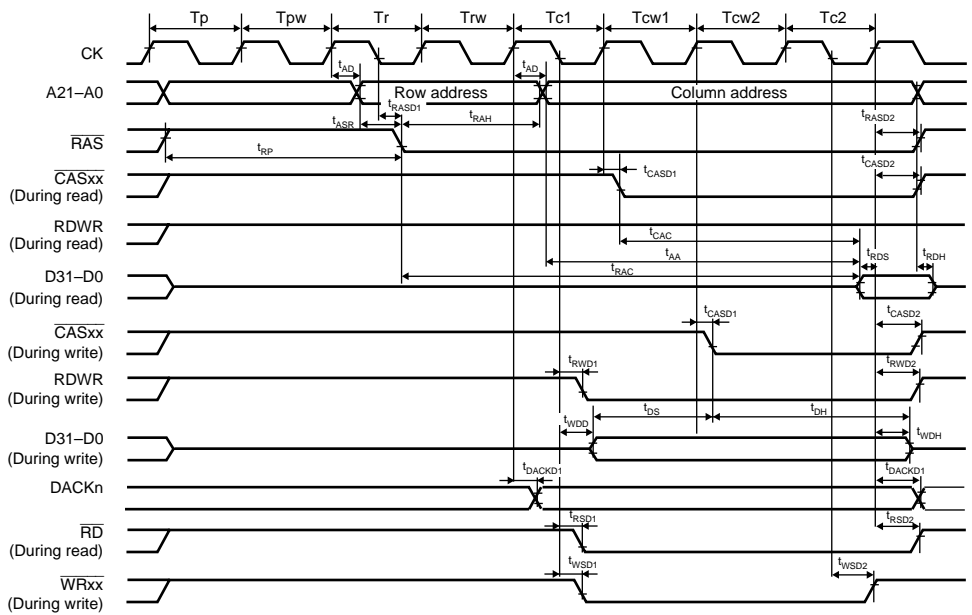 Tp Tpw Tr Trw Tc1 Tcw1 Tcw2 Tc2
CK
tAD tAD
A21–A0 Row address Column address
tRASD1 tRASD2
tASR tRAH
RAS
tRP
tCASD2
CASxx tCASD1
(During read)
RDWR
(During read) tCAC
tAA tRDS tRDH
D31–D0 tRAC
(During read)
tCASD1 tCASD2
CASxx
(During write)
RDWR tRWD1 tRWD2
(During write)
tDS tDH
tWDD tWDH
D31–D0
(During write)
tDACKD1 tDACKD1
DACKn
tRSD1 tRSD2
RD
(During read)
tWSD1 tWSD2
WRxx
(During write)